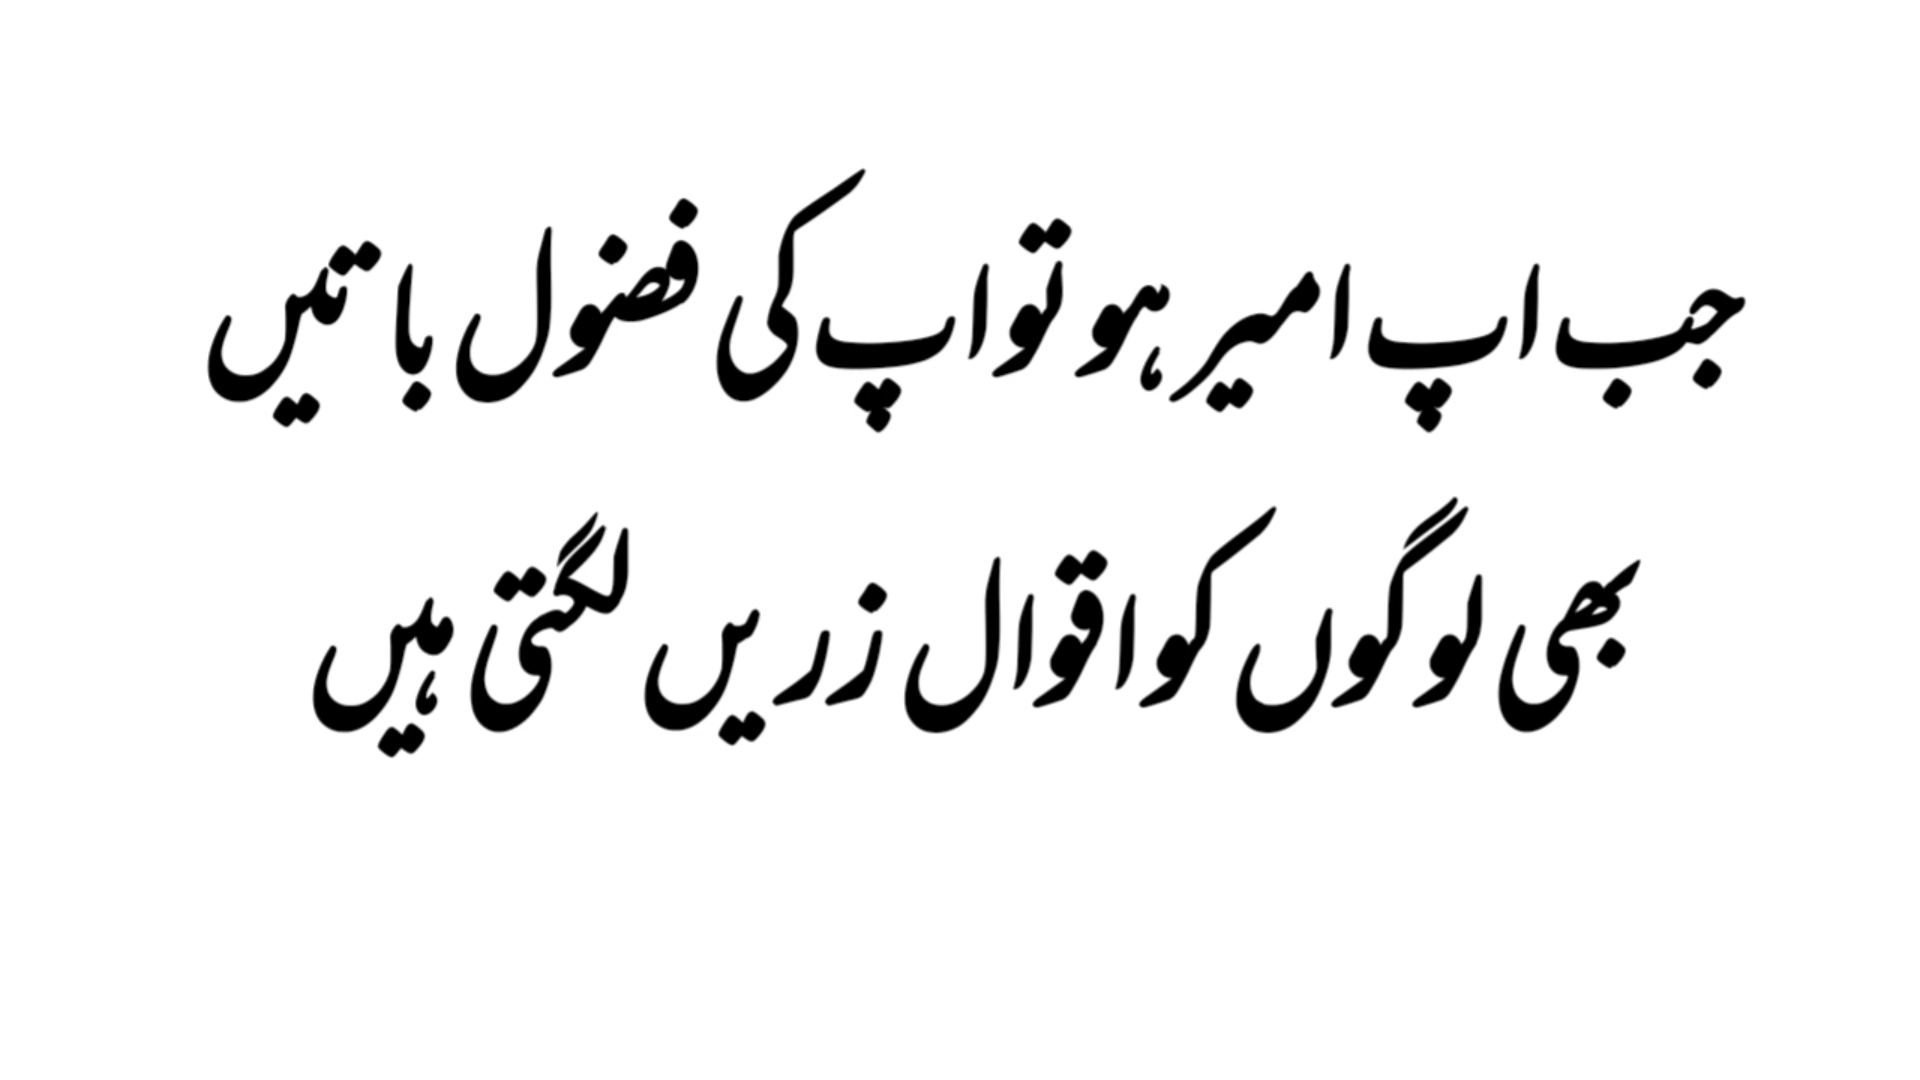 جب اپ امیر ہو تو اپ کی فضول باتیں
بھی لوگوں کو اقوال زریں لگتی ہیں